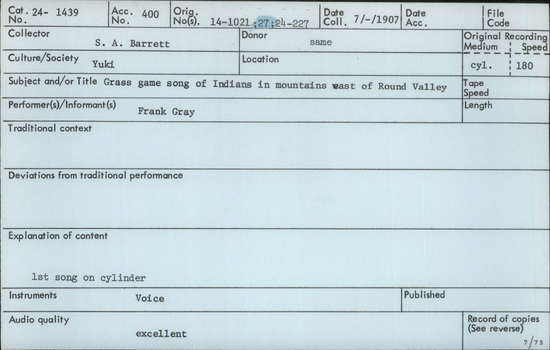 Cat. No. 24- 1439 Acc. No. 400 Orig. No(s). 14-1021;27;24-227 Date Coll. 7/-/1907 Date Acc. File Code
Collector S. A. Barrett Donor same Original Recording Medium Speed
Culture/Society Yuki Location cyl. 180
Subject and/or Title Grass game song of Indians in mountains east of Round Valley Tape Speed
Performer(s)/Informant(s) Frank Gray Length
Traditional context
Deviations from traditional performance
Explanation of content
1st song on cylinder
Instruments Voice Published
Audio quality excellent Record of copies (See reverse)
7/75